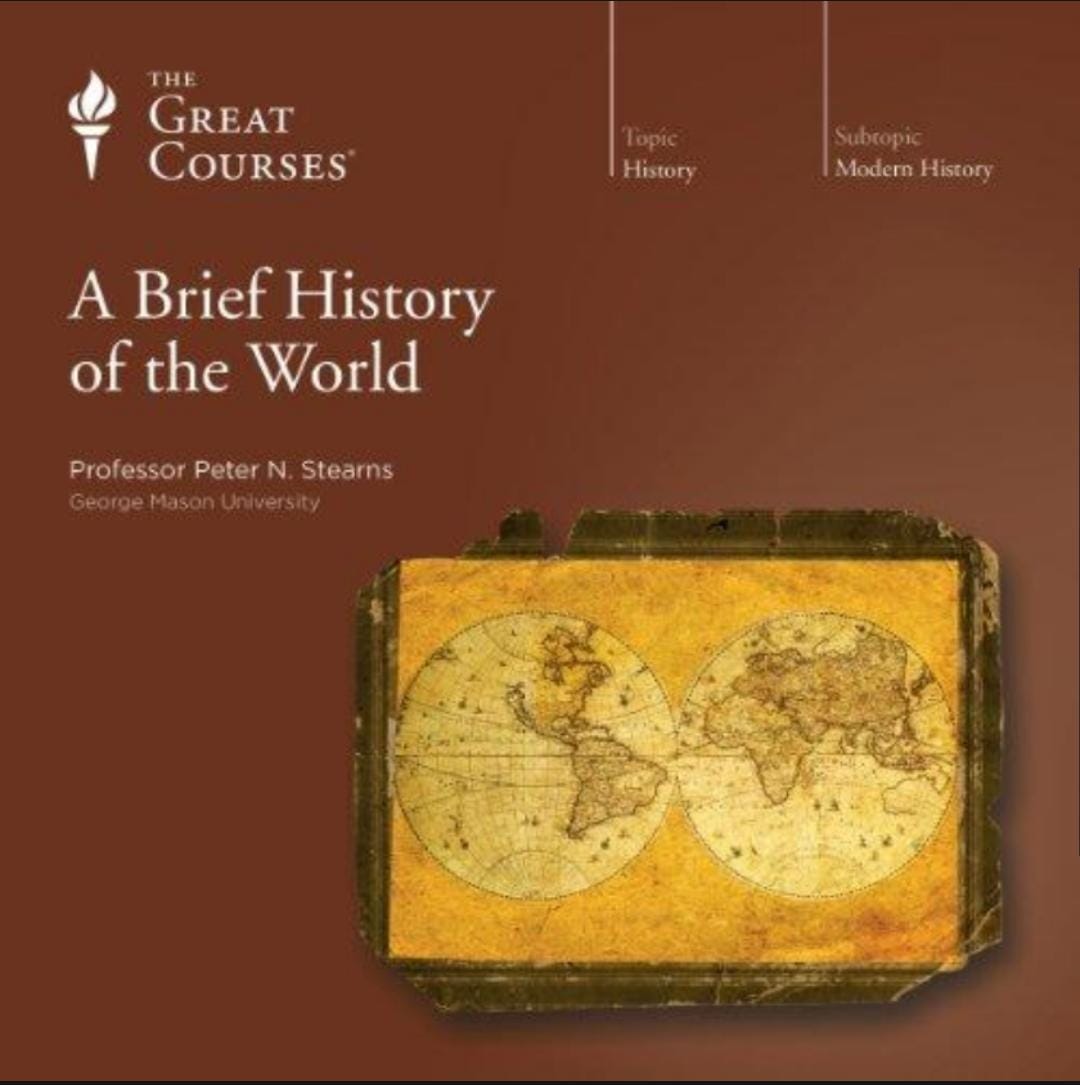 THE
GREAT
COURSES®
Topic
History
Subtopic
Modern History
A Brief History
of the World
Professor Peter N. Stearns
George Mason University